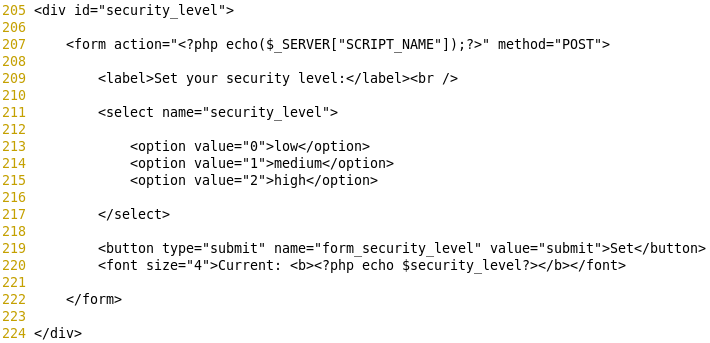 205 <div id="security_level">
206
207     <form action="<?php echo($_SERVER["SCRIPT_NAME"]);?>" method="POST">
208
209         <label>Set your security level:</label><br />
210
211         <select name="security_level">
212
213             <option value="0">low</option>
214             <option value="1">medium</option>
215             <option value="2">high</option>
216
217         </select>
218
219         <button type="submit" name="form_security_level" value="submit">Set</button>
220         <font size="4">Current: <b><?php echo $security_level?></b></font>
221
222     </form>
223
224 </div>